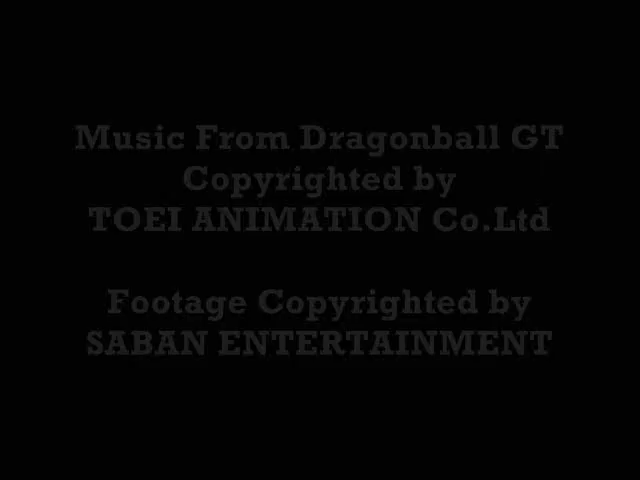 Music From Dragonball GT
Copyrighted by
TOEI ANIMATION Co.Ltd
Footage Copyrighted by
SABAN ENTERTAINMENT